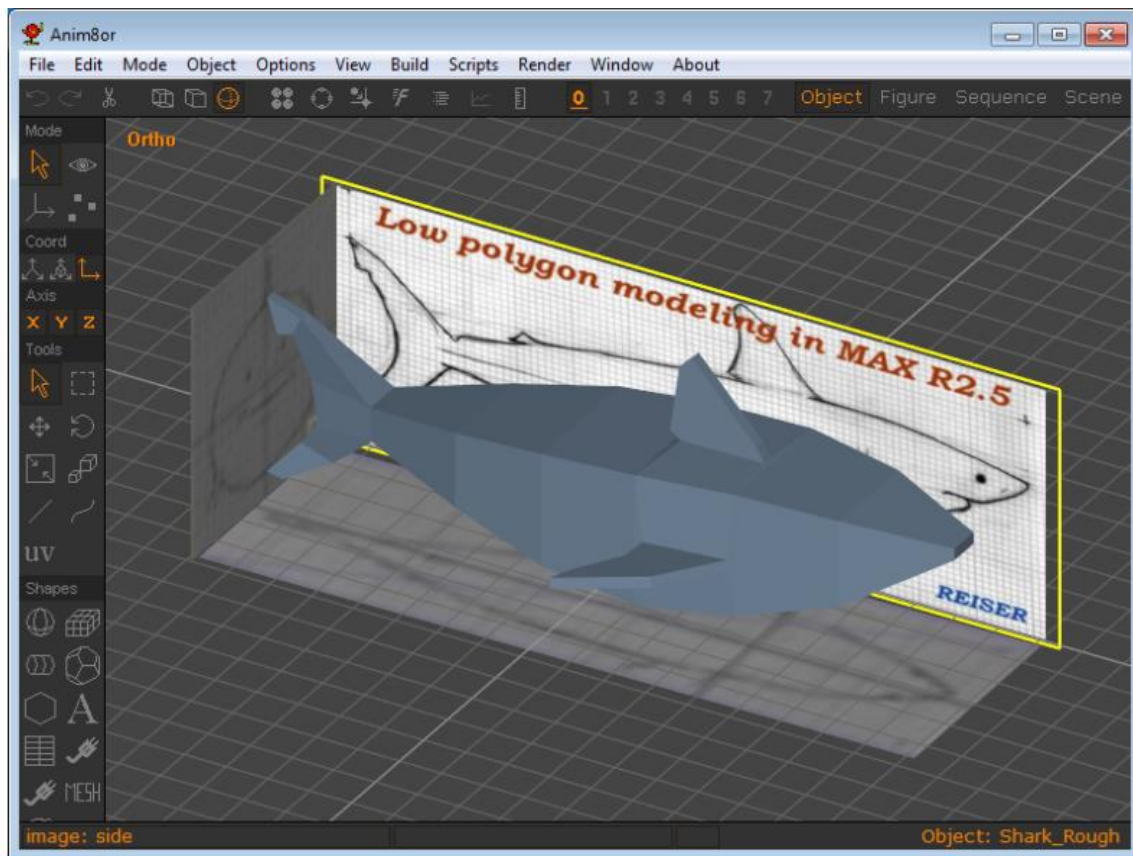 Anim8or
File Edit Mode Object Options View Build Scripts Render Window About
0 1 2 3 4 5 6 7 Object Figure Sequence Scene
Mode
Ortho
Coord
Axis
X Y Z
Tools
uv
Shapes
A
MESH
Low polygon modeling in MAX R2.5
REISER
image: side
Object: Shark_Rough